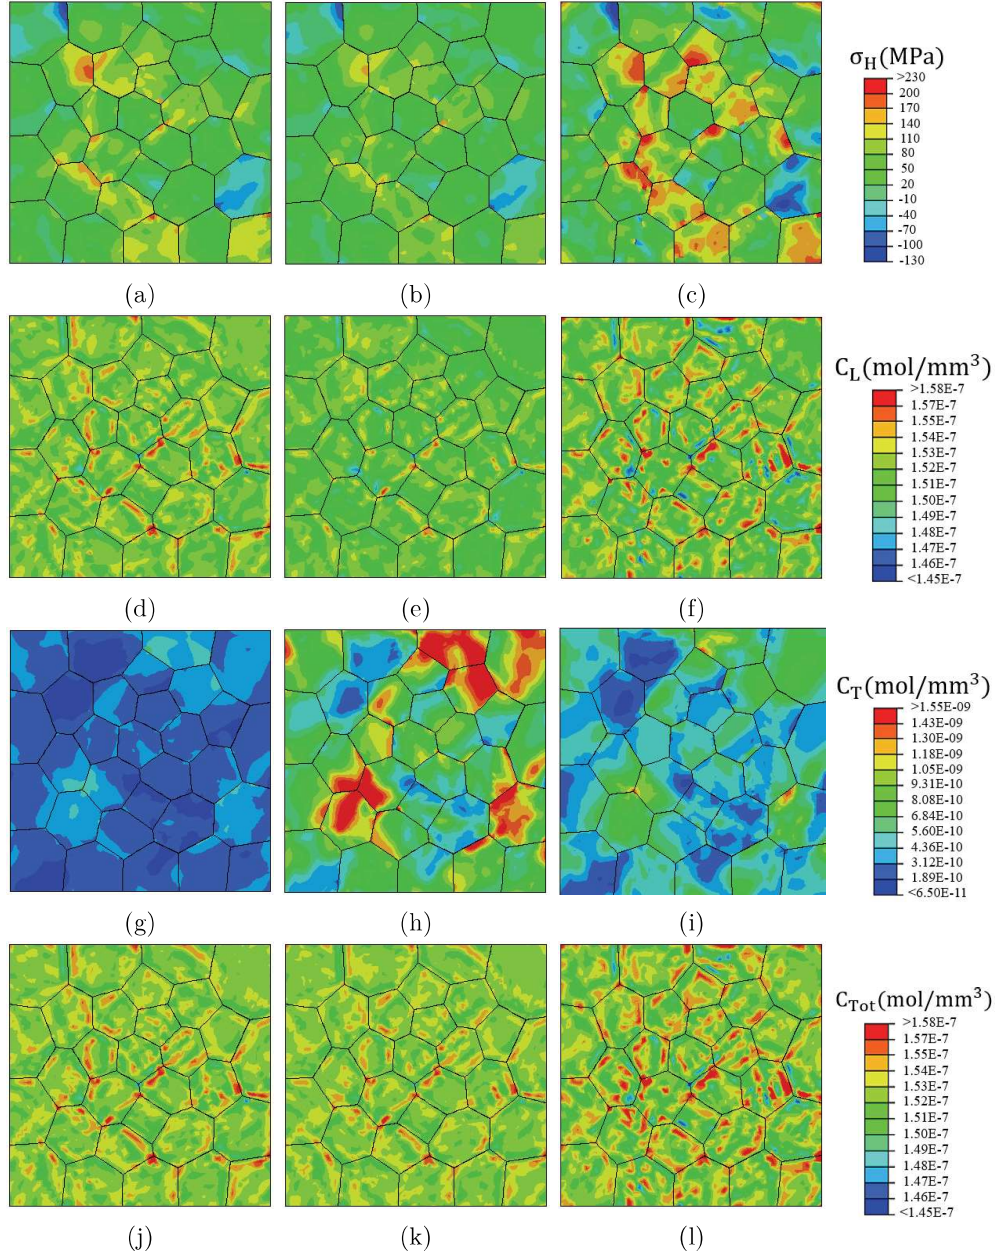 σH(MPa)
>230
200
170
140
110
80
50
20
-10
-40
-70
-100
-130
(a)
(b)
(c)
CL(mol/mm³)
>1.58E-7
1.57E-7
1.55E-7
1.54E-7
1.53E-7
1.52E-7
1.51E-7
1.50E-7
1.49E-7
1.48E-7
1.47E-7
1.46E-7
<1.45E-7
(d)
(e)
(f)
CT(mol/mm³)
>1.55E-09
1.43E-09
1.30E-09
1.18E-09
1.05E-09
9.31E-10
8.08E-10
6.84E-10
5.60E-10
4.36E-10
3.12E-10
1.89E-10
<6.50E-11
(g)
(h)
(i)
CTot(mol/mm³)
>1.58E-7
1.57E-7
1.55E-7
1.54E-7
1.53E-7
1.52E-7
1.51E-7
1.50E-7
1.49E-7
1.48E-7
1.47E-7
1.46E-7
<1.45E-7
(j)
(k)
(l)